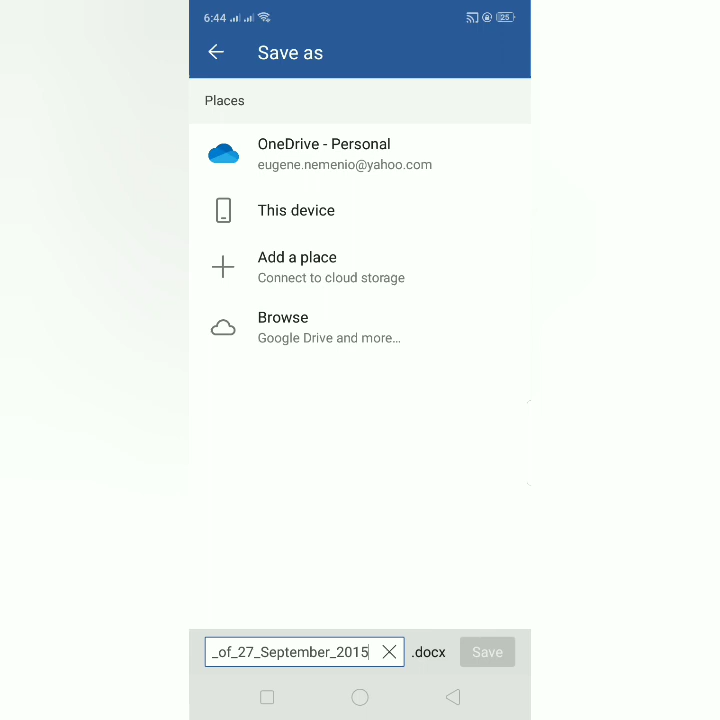 6:44
25
Save as
Places
OneDrive - Personal
eugene.nemenio@yahoo.com
This device
Add a place
Connect to cloud storage
Browse
Google Drive and more...
_of_27_September_2015 .docx Save